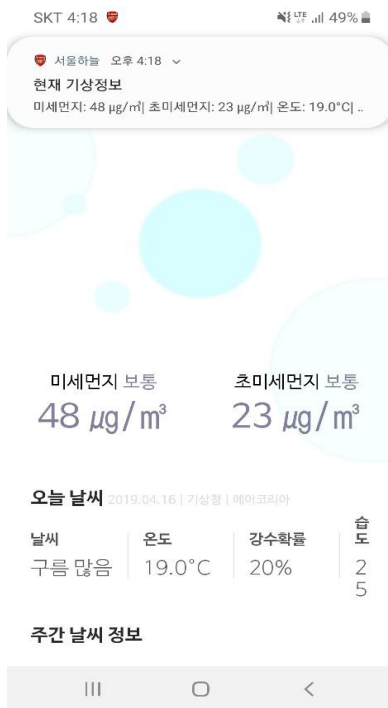 SKT 4:18 LTE 49%
서울하늘 오후 4:18
현재 기상정보
미세먼지: 48 μg/㎥| 초미세먼지: 23 μg/㎥| 온도: 19.0°C| ..
미세먼지 보통 초미세먼지 보통
48 μg/㎥ 23 μg/㎥
오늘 날씨 2019.04.16 | 기상청 | 에어코리아
날씨 온도 강수확률 습도
구름 많음 19.0°C 20% 25
주간 날씨 정보